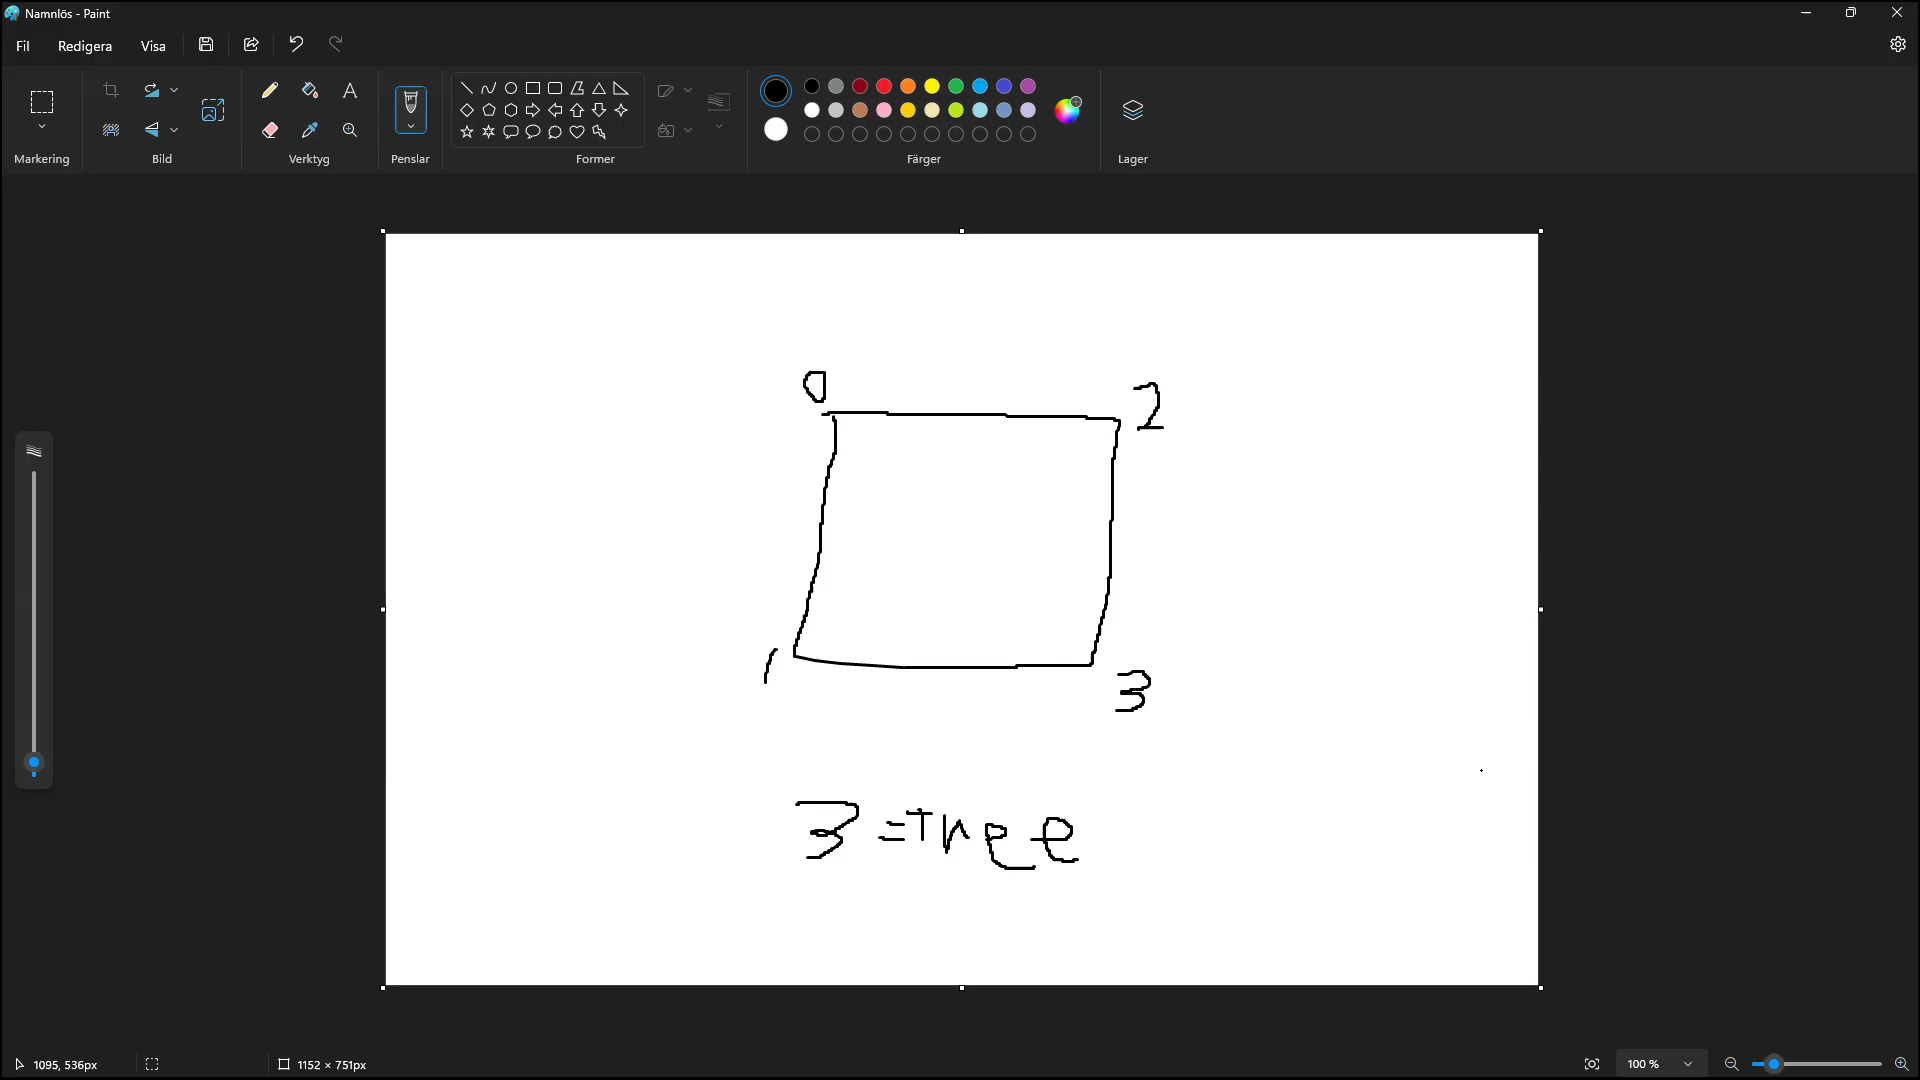 Namnlös - Paint
Fil Redigera Visa
Markering Bild Verktyg Penslar Former Färger Lager
0 2
1 3
3 = Thee
1095, 536px 1152 × 751px 100 %